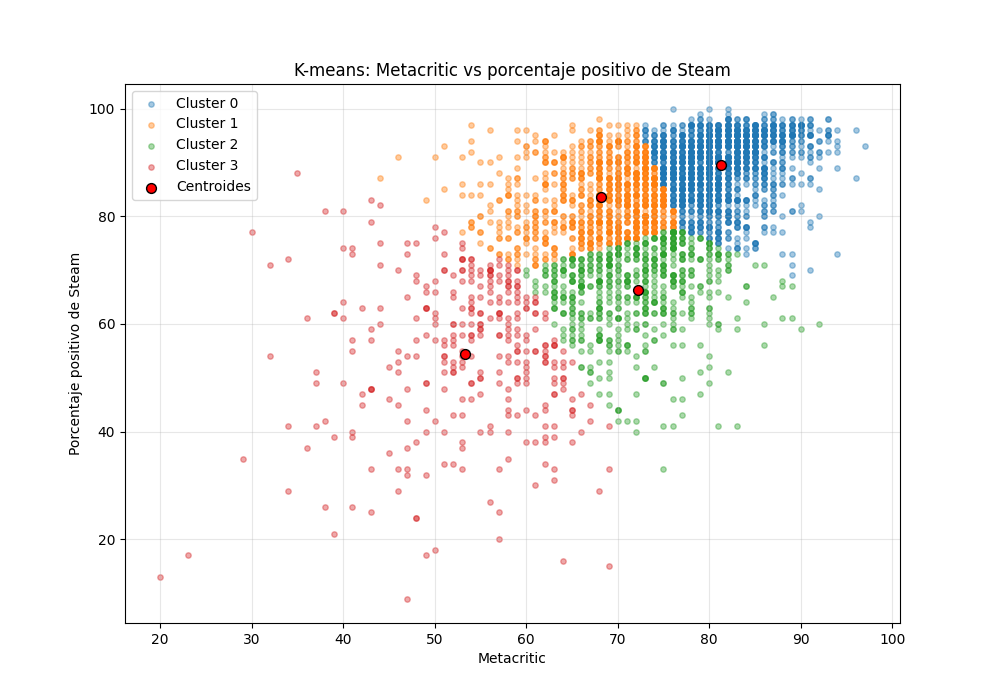 K-means: Metacritic vs porcentaje positivo de Steam
Cluster 0
Cluster 1
Cluster 2
Cluster 3
Centroides
Porcentaje positivo de Steam
100
80
60
40
20
20 30 40 50 60 70 80 90 100
Metacritic